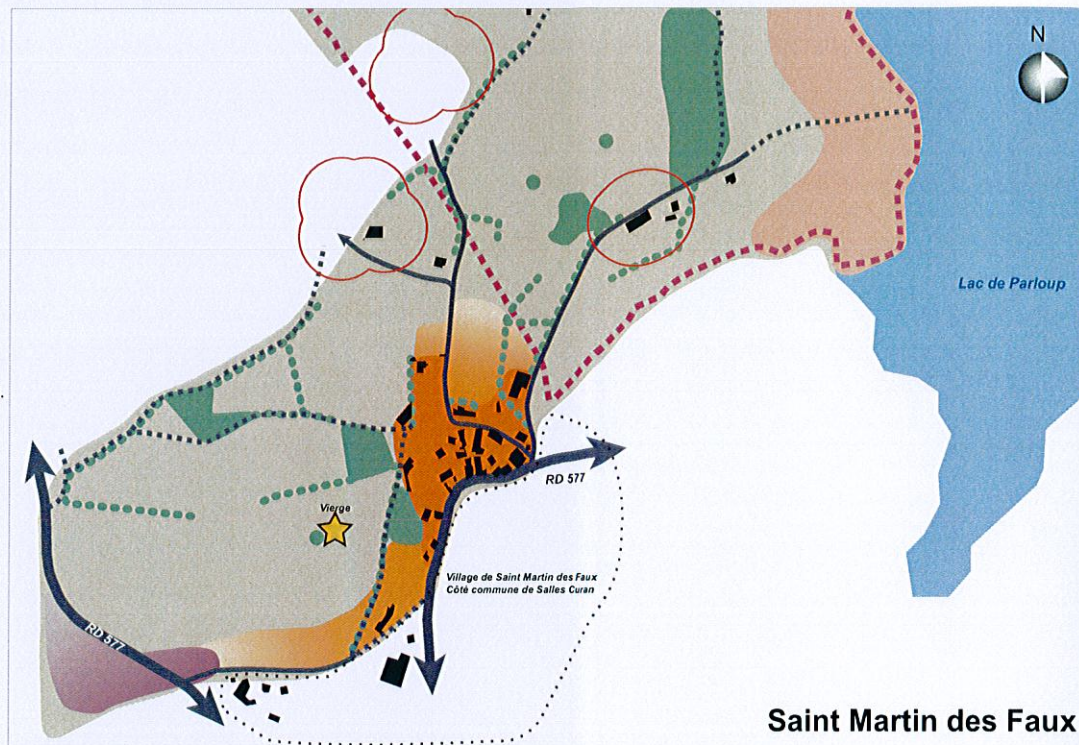 N
Lac de Parloup
RD 577
Vierge
Village de Saint Martin des Faux
Côté commune de Salles Curan
RD 577
Saint Martin des Faux